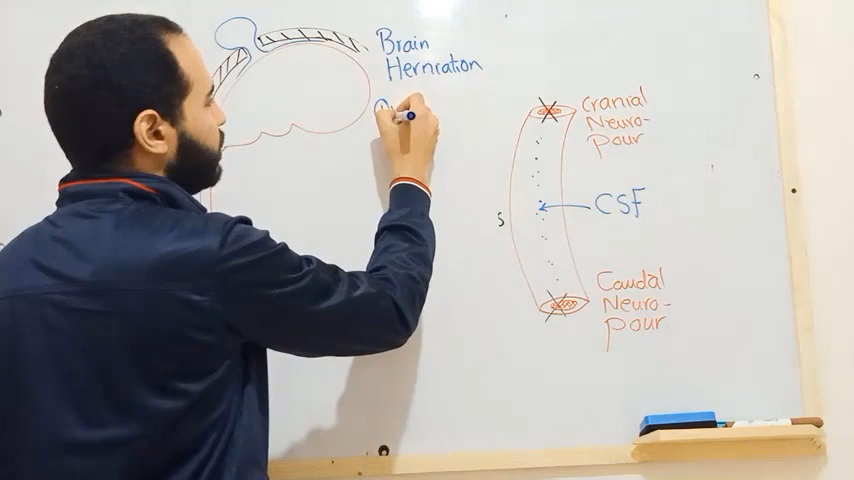 Brain
Hernration
Cranial
Neuro-
pour
CSF
S
Caudal
Neuro-
pour